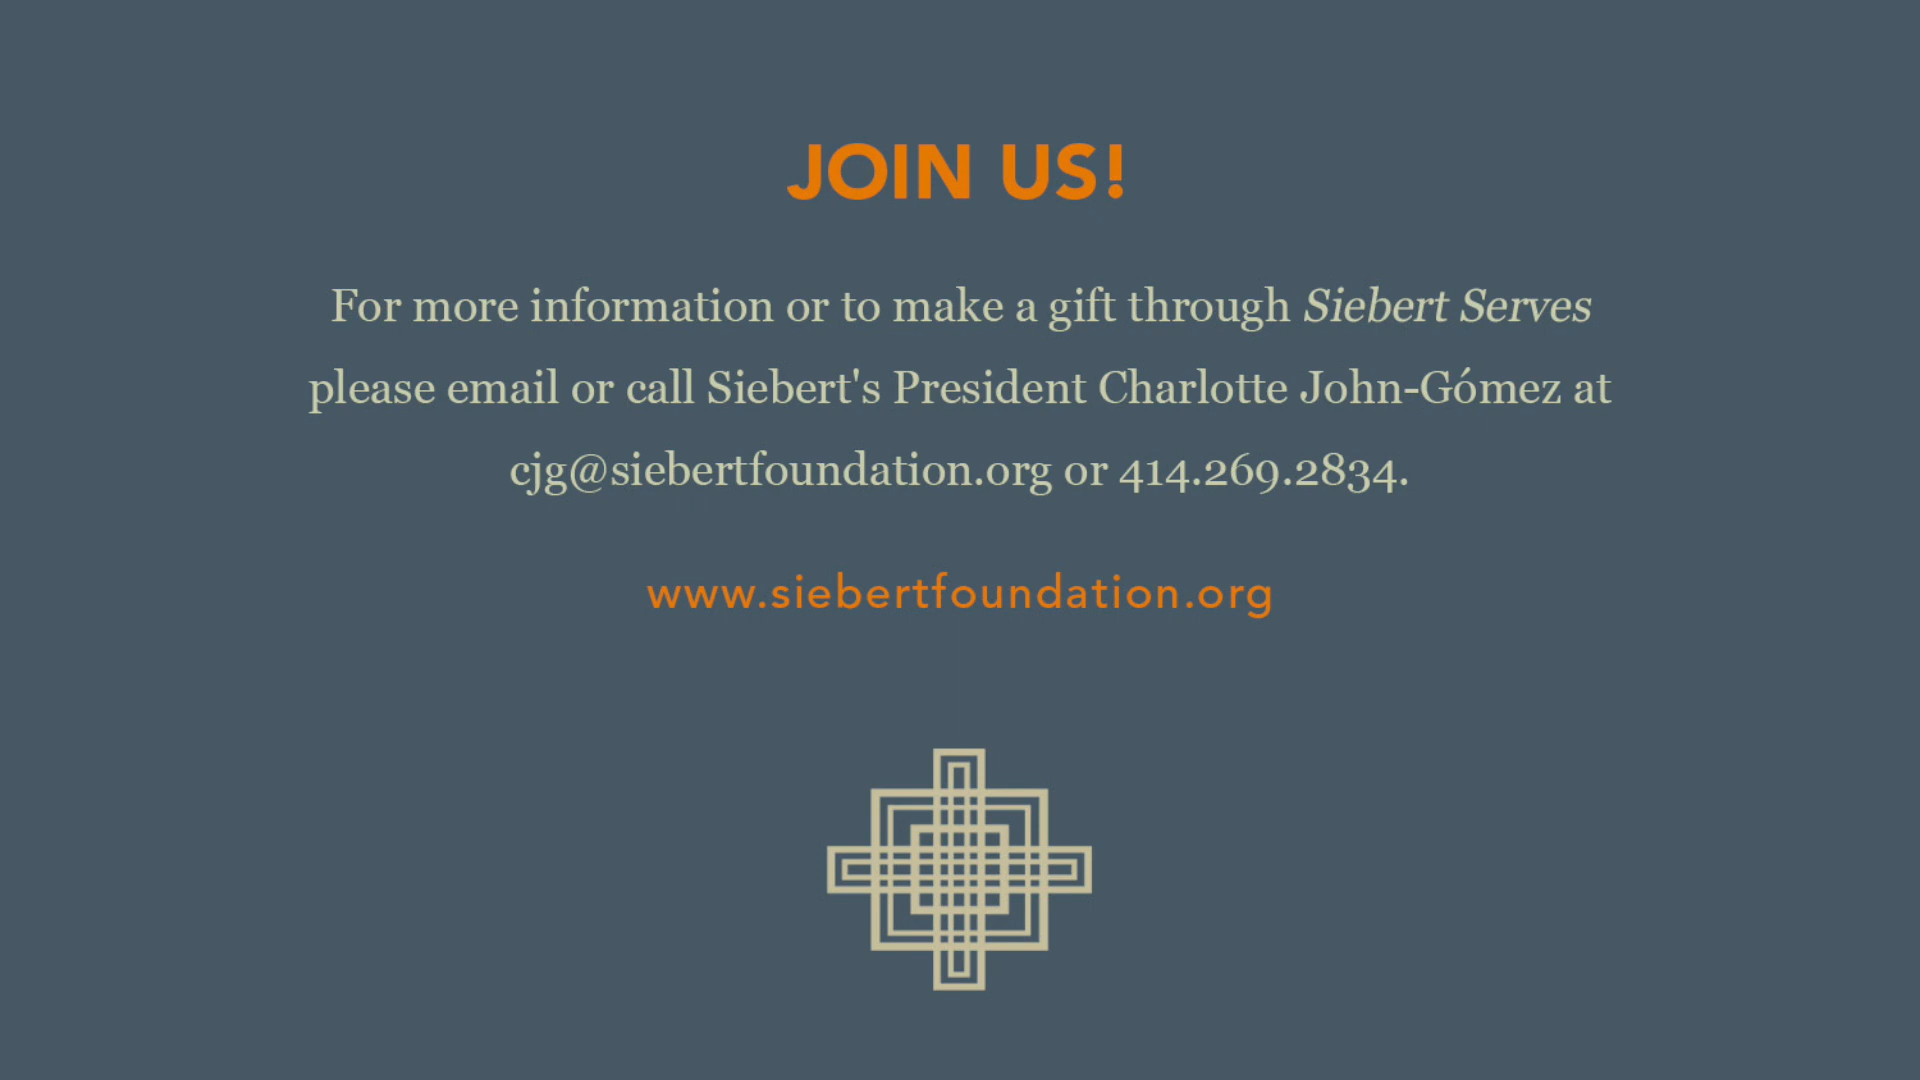 JOIN US!
For more information or to make a gift through Siebert Serves
please email or call Siebert's President Charlotte John-Gómez at
cjg@siebertfoundation.org or 414.269.2834.
www.siebertfoundation.org